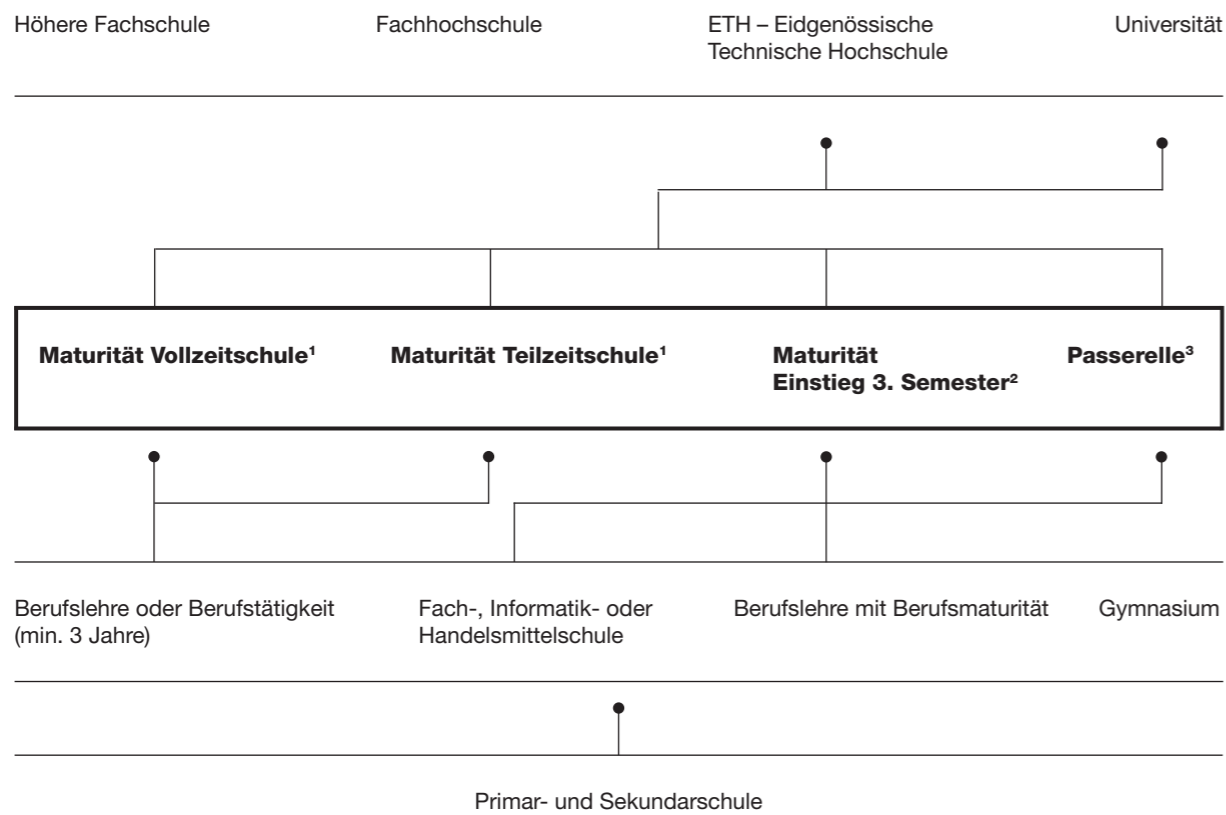 Höhere Fachschule
Fachhochschule
ETH – Eidgenössische
Technische Hochschule
Universität
Maturität Vollzeitschule¹
Maturität Teilzeitschule¹
Maturität
Einstieg 3. Semester²
Passerelle³
Berufslehre oder Berufstätigkeit
(min. 3 Jahre)
Fach-, Informatik- oder
Handelsmittelschule
Berufslehre mit Berufsmaturität
Gymnasium
Primar- und Sekundarschule